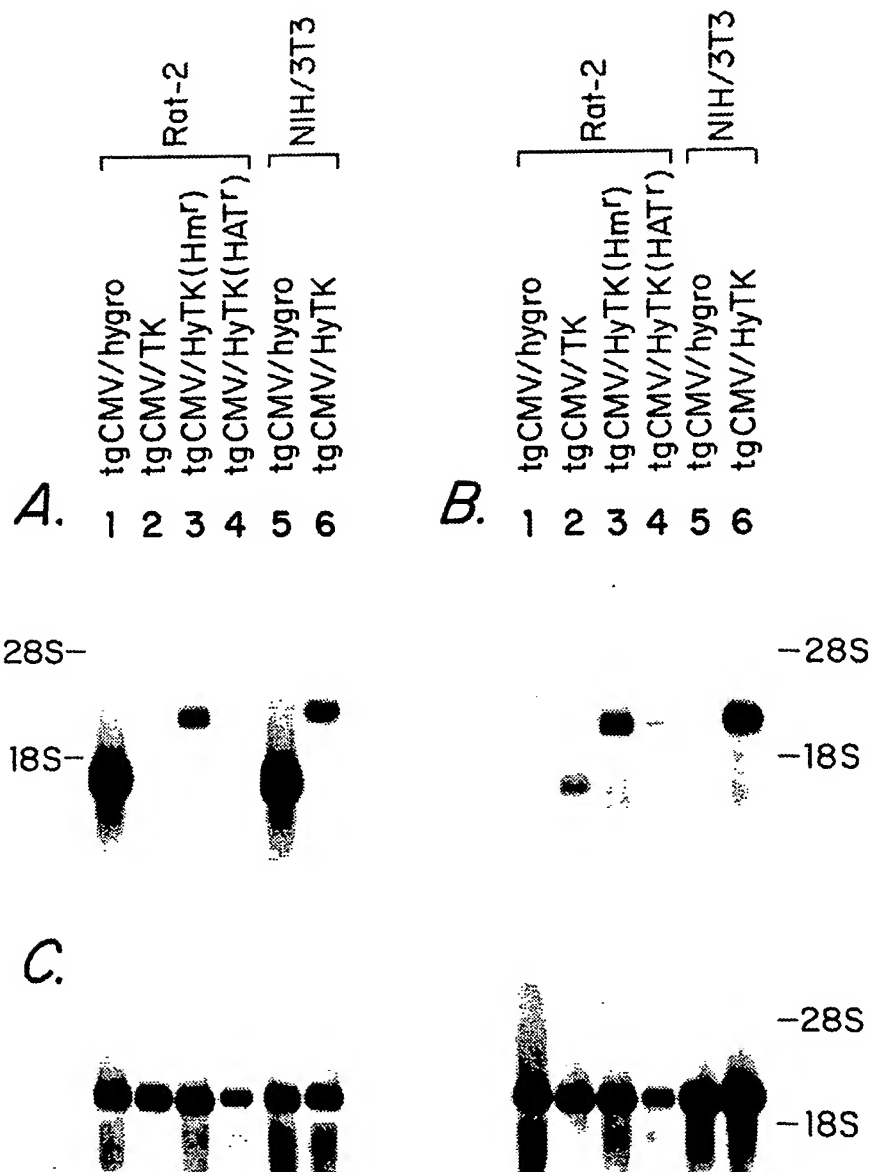 Rat-2
NIH/3T3
tgCMV/hygro
tgCMV/TK
tgCMV/HyTK(Hmʳ)
tgCMV/HyTK(HATʳ)
tgCMV/hygro
tgCMV/HyTK
A.
1 2 3 4 5 6
28S-
18S-
Rat-2
NIH/3T3
tgCMV/hygro
tgCMV/TK
tgCMV/HyTK(Hmʳ)
tgCMV/HyTK(HATʳ)
tgCMV/hygro
tgCMV/HyTK
B.
1 2 3 4 5 6
-28S
-18S
C.
-28S
-18S